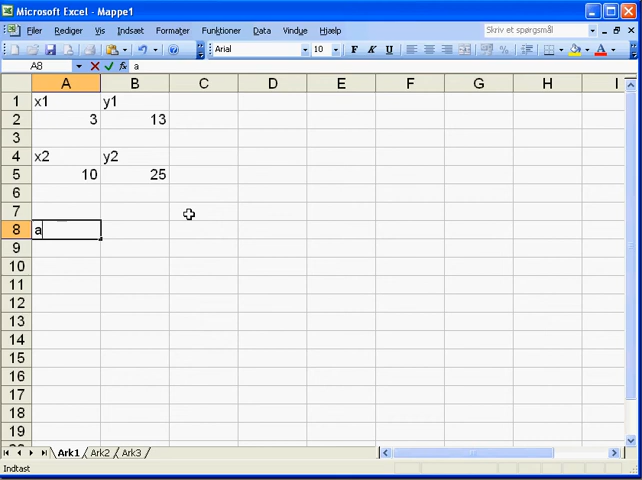 Microsoft Excel - Mappe1
Filer Rediger Vis Indsæt Formater Funktioner Data Vindue Hjælp Skriv et spørgsmål
Arial 10 F K U
A8 fx a
A B C D E F G H I
1 x1 y1
2 3 13
3
4 x2 y2
5 10 25
6
7
8 a
9
10
11
12
13
14
15
16
17
18
19
Ark1 Ark2 Ark3
Indtast